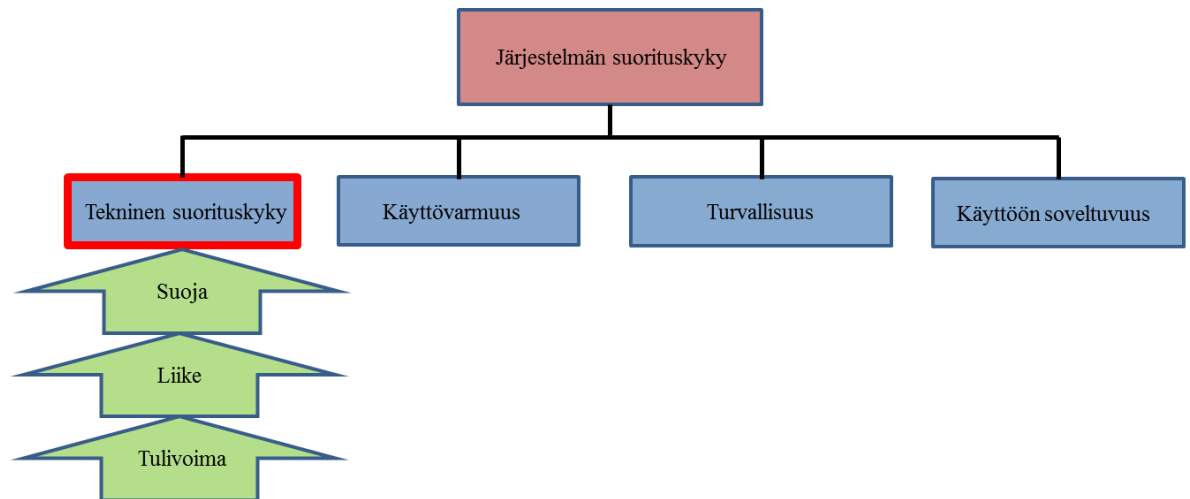 Järjestelmän suorituskyky
Tekninen suorituskyky
Käyttövarmuus
Turvallisuus
Käyttöön soveltuvuus
Suoja
Liike
Tulivoima